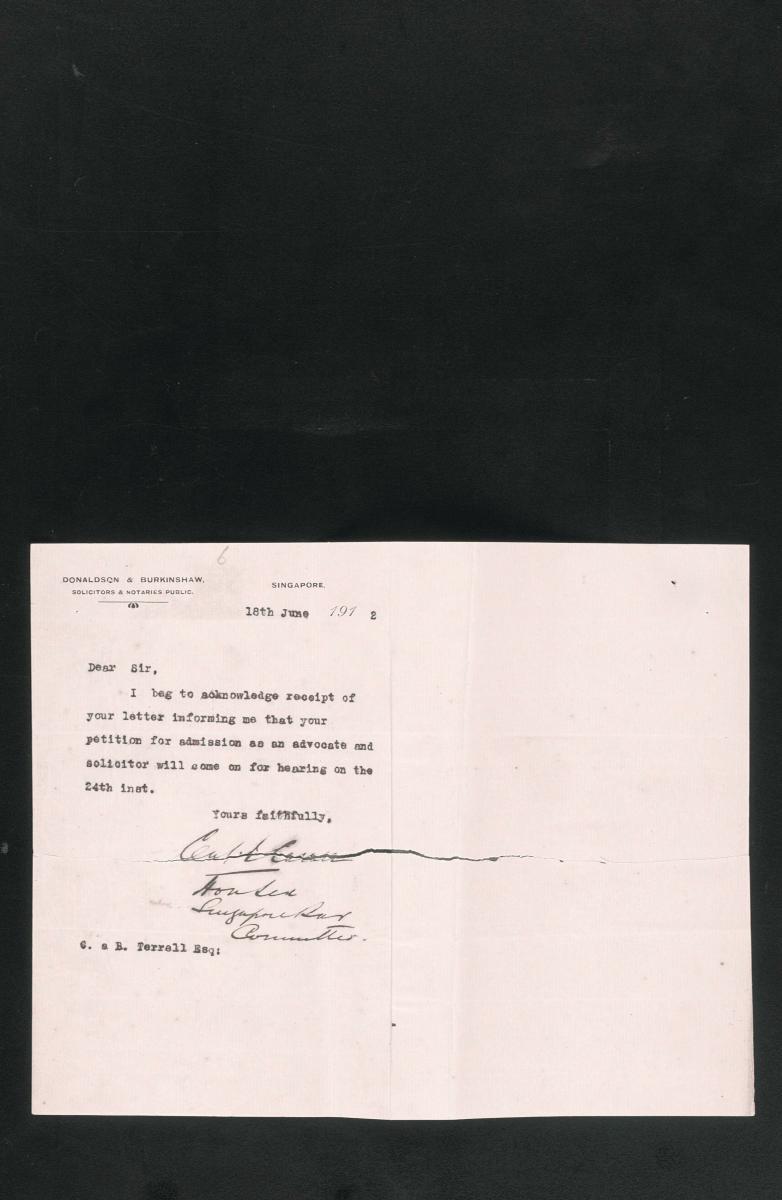 6
DONALDSON & BURKINSHAW,
SOLICITORS & NOTARIES PUBLIC.
SINGAPORE,
18th June 191 2
Dear Sir,
I beg to acknowledge receipt of
your letter informing me that your
petition for admission as an advocate and
solicitor will come on for hearing on the
24th inst.
Yours faithfully,
Hon Sec
Singapore Bar
Committee.
C. a B. Terrell Esq: